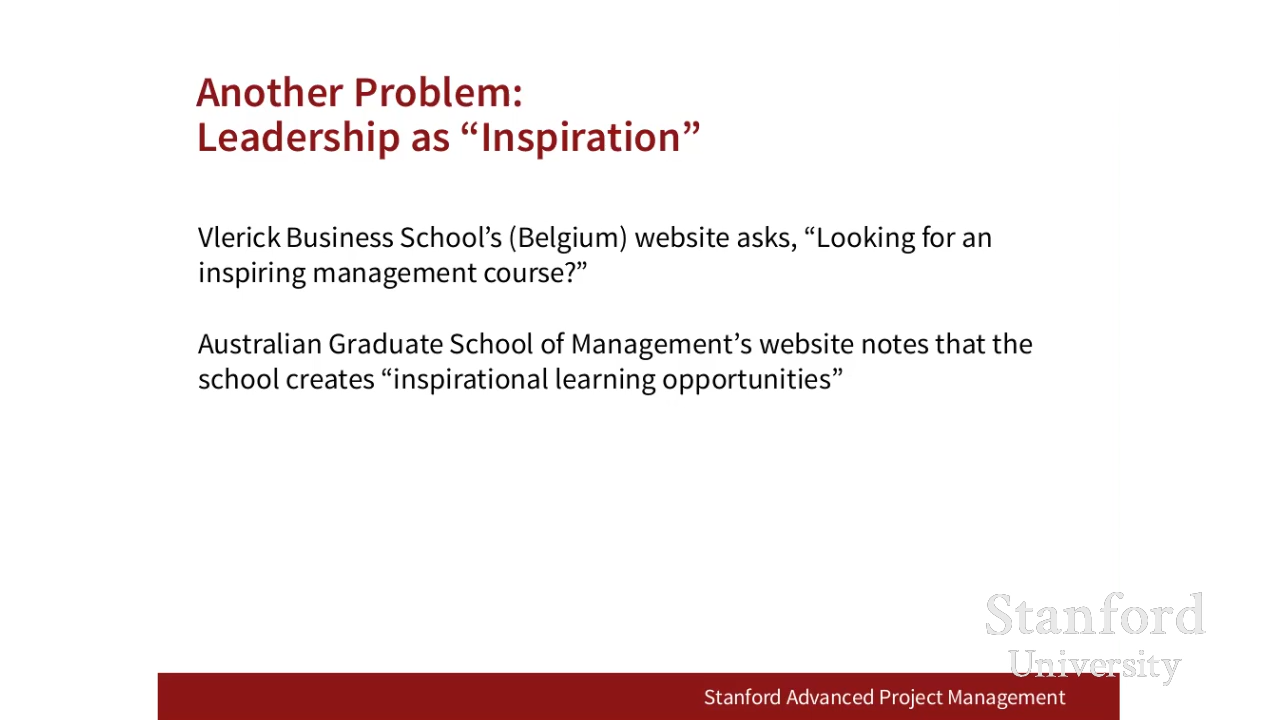 Another Problem:
Leadership as “Inspiration”
Vlerick Business School’s (Belgium) website asks, “Looking for an
inspiring management course?”
Australian Graduate School of Management’s website notes that the
school creates “inspirational learning opportunities”
Stanford
University
Stanford Advanced Project Management